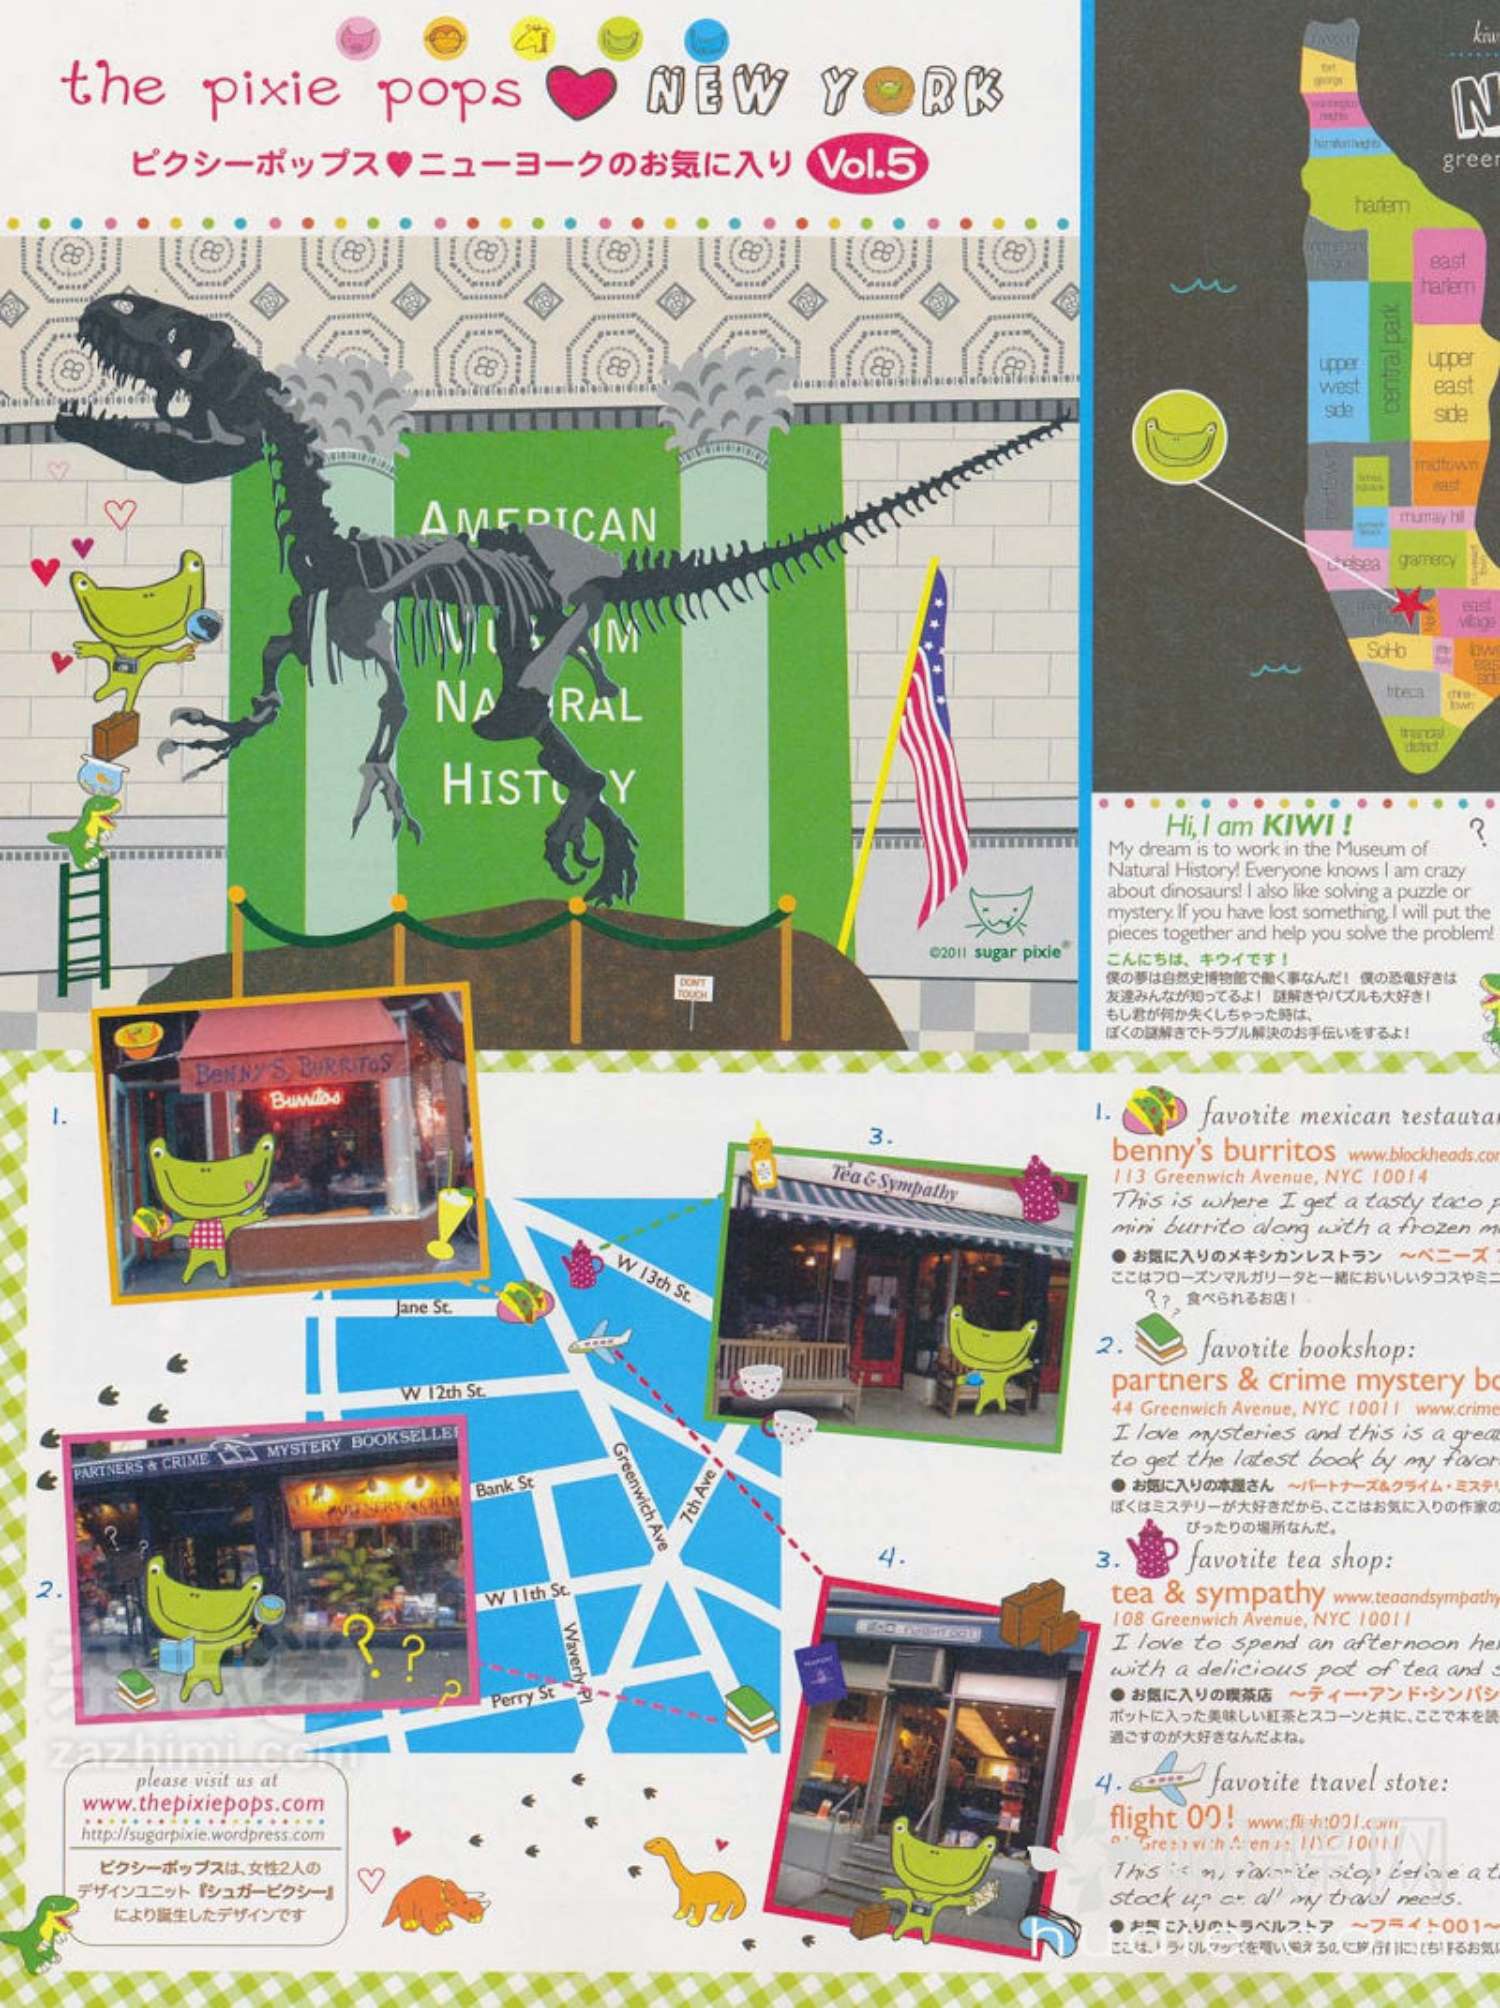 the pixie pops NEW YORK
ピクシーポップス♥ニューヨークのお気に入り Vol.5
AMERICAN
MUSEUM
NATURAL
HISTORY
DON'T
TOUCH
©2011 sugar pixie®
kiw
N
green
fort
george
washington
heights
hamilton heights
harlem
east
harlem
central park
upper
west
side
upper
east
side
midtown
east
murray hill
chelsea
gramercy
east
village
SoHo
lower
east
side
tribeca
china-
town
financial
district
Hi, I am KIWI !
My dream is to work in the Museum of
Natural History! Everyone knows I am crazy
about dinosaurs! I also like solving a puzzle or
mystery. If you have lost something, I will put the
pieces together and help you solve the problem!
こんにちは、キウイです！
僕の夢は自然史博物館で働く事なんだ！ 僕の恐竜好きは
友達みんなが知ってるよ！ 謎解きやパズルも大好き！
もし君が何か失くしちゃった時は、
ぼくの謎解きでトラブル解決のお手伝いをするよ！
1.
BENNY'S BURRITOS
Burritos
3.
Tea & Sympathy
W 13th St.
Jane St.
W 12th St.
Bank St
Greenwich Ave
7th Ave
W 11th St.
Waverly Pl
Perry St
2.
PARTNERS & CRIME MYSTERY BOOKSELLE
4.
please visit us at
www.thepixiepops.com
http://sugarpixie.wordpress.com
ピクシーポップスは、女性2人の
デザインユニット『シュガーピクシー』
により誕生したデザインです
1. favorite mexican restauran
benny's burritos www.blockheads.com
113 Greenwich Avenue, NYC 10014
This is where I get a tasty taco
mini burrito along with a frozen m
● お気に入りのメキシカンレストラン 〜ベニーズ
ここはフローズンマルガリータと一緒においしいタコスやミニ
食べられるお店！
2. favorite bookshop:
partners & crime mystery bo
44 Greenwich Avenue, NYC 10011 www.crime
I love mysteries and this is a grea
to get the latest book by my favor
● お気に入りの本屋さん 〜パートナーズ&クライム・ミステリ
ぼくはミステリーが大好きだから、ここはお気に入りの作家の
ぴったりの場所なんだ。
3. favorite tea shop:
tea & sympathy www.teaandsympathy
108 Greenwich Avenue, NYC 10011
I love to spend an afternoon he
with a delicious pot of tea and s
● お気に入りの喫茶店 〜ティー・アンド・シンパシ
ポットに入った美味しい紅茶とスコーンと共に、ここで本を読
過ごすのが大好きなんだよね。
4. favorite travel store:
flight 001 www.flight001.com
Greenwich Avenue, NYC 10011
This is my favorite stop before a t
stock up on all my travel needs.
● お気に入りのトラベルストア 〜フライト001〜
zazhimi.com